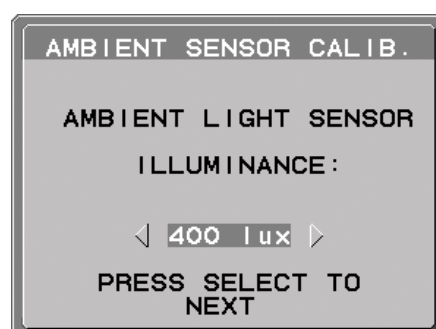 AMBIENT SENSOR CALIB.
AMBIENT LIGHT SENSOR
ILLUMINANCE:
400 lux
PRESS SELECT TO
NEXT